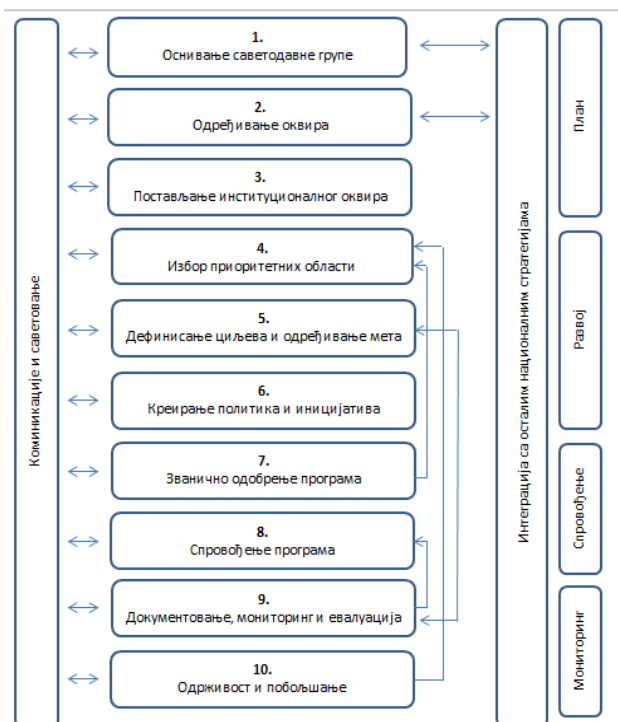 Коминикације и саветовање
1.
Оснивање саветодавне групе
2.
Одређивање оквира
3.
Постављање институционалног оквира
4.
Избор приоритетних области
5.
Дефинисање циљева и одређивање мета
6.
Креирање политика и иницијатива
7.
Званично одобрење програма
8.
Спровођење програма
9.
Документовање, мониторинг и евалуација
10.
Одрживост и побољшање
Интеграција са осталим националним стратегијама
План
Развој
Спровођење
Мониторинг